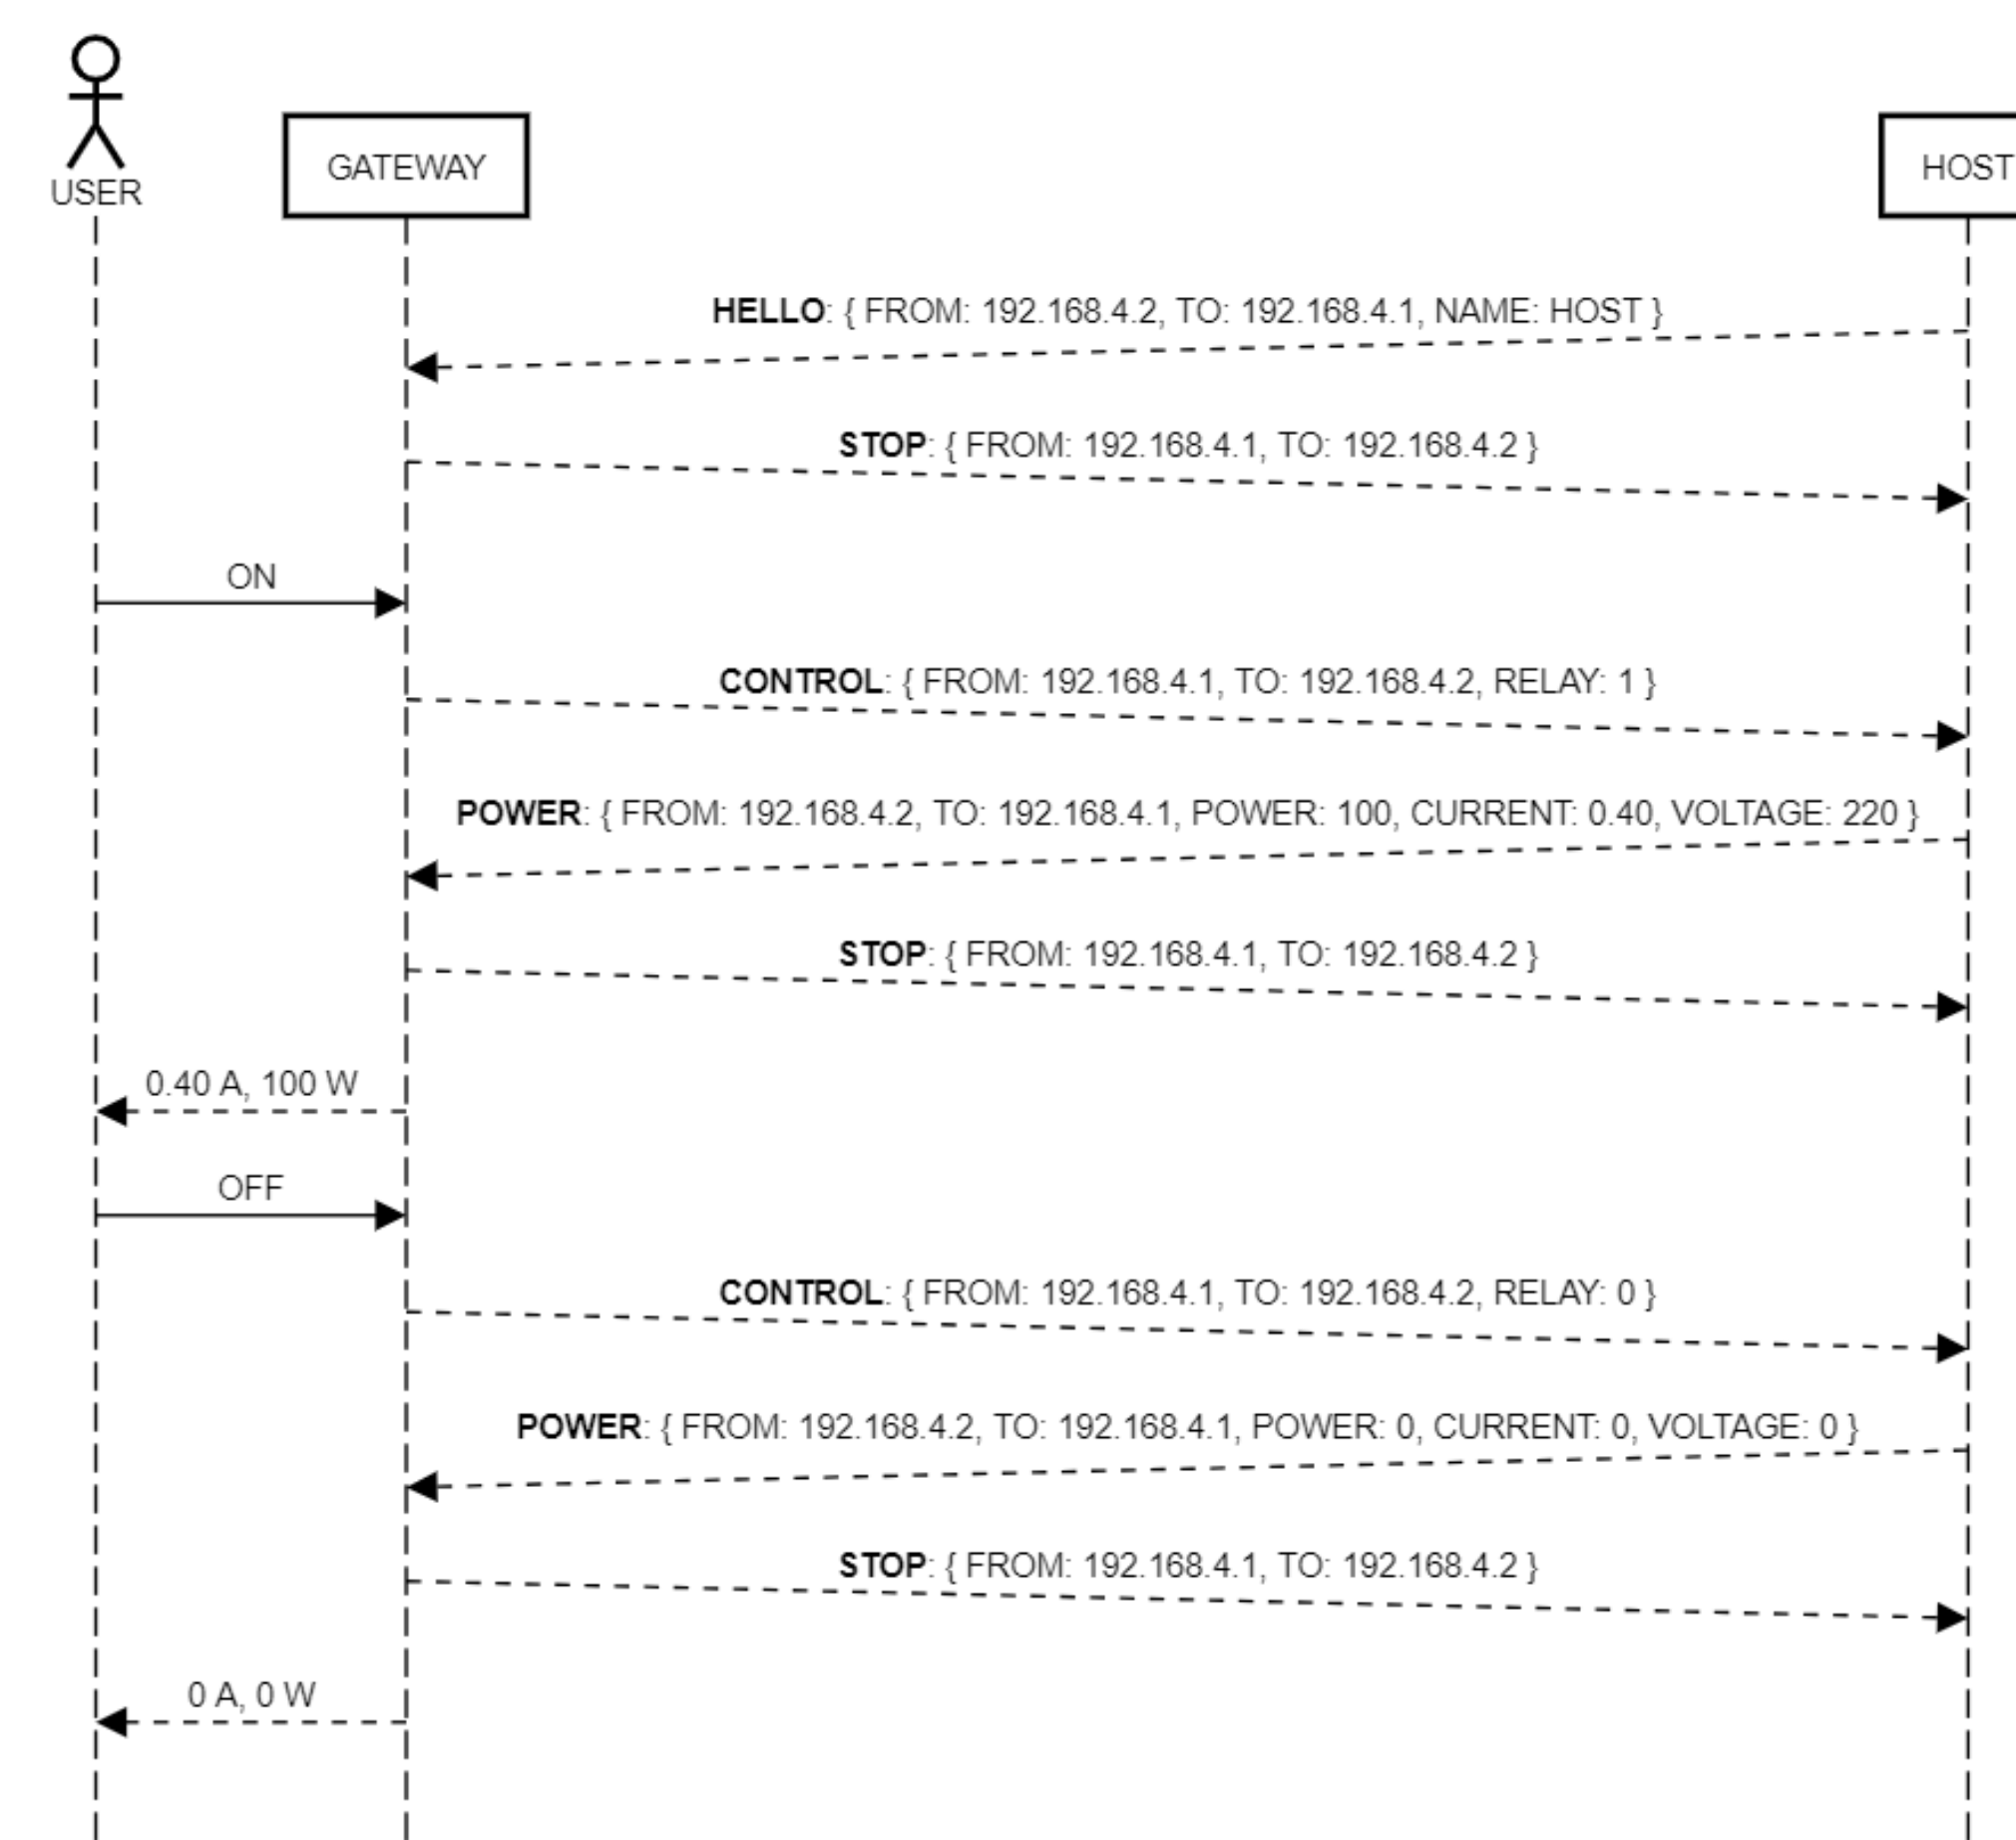 USER
GATEWAY
HOST
HELLO: { FROM: 192.168.4.2, TO: 192.168.4.1, NAME: HOST }
STOP: { FROM: 192.168.4.1, TO: 192.168.4.2 }
ON
CONTROL: { FROM: 192.168.4.1, TO: 192.168.4.2, RELAY: 1 }
POWER: { FROM: 192.168.4.2, TO: 192.168.4.1, POWER: 100, CURRENT: 0.40, VOLTAGE: 220 }
STOP: { FROM: 192.168.4.1, TO: 192.168.4.2 }
0.40 A, 100 W
OFF
CONTROL: { FROM: 192.168.4.1, TO: 192.168.4.2, RELAY: 0 }
POWER: { FROM: 192.168.4.2, TO: 192.168.4.1, POWER: 0, CURRENT: 0, VOLTAGE: 0 }
STOP: { FROM: 192.168.4.1, TO: 192.168.4.2 }
0 A, 0 W